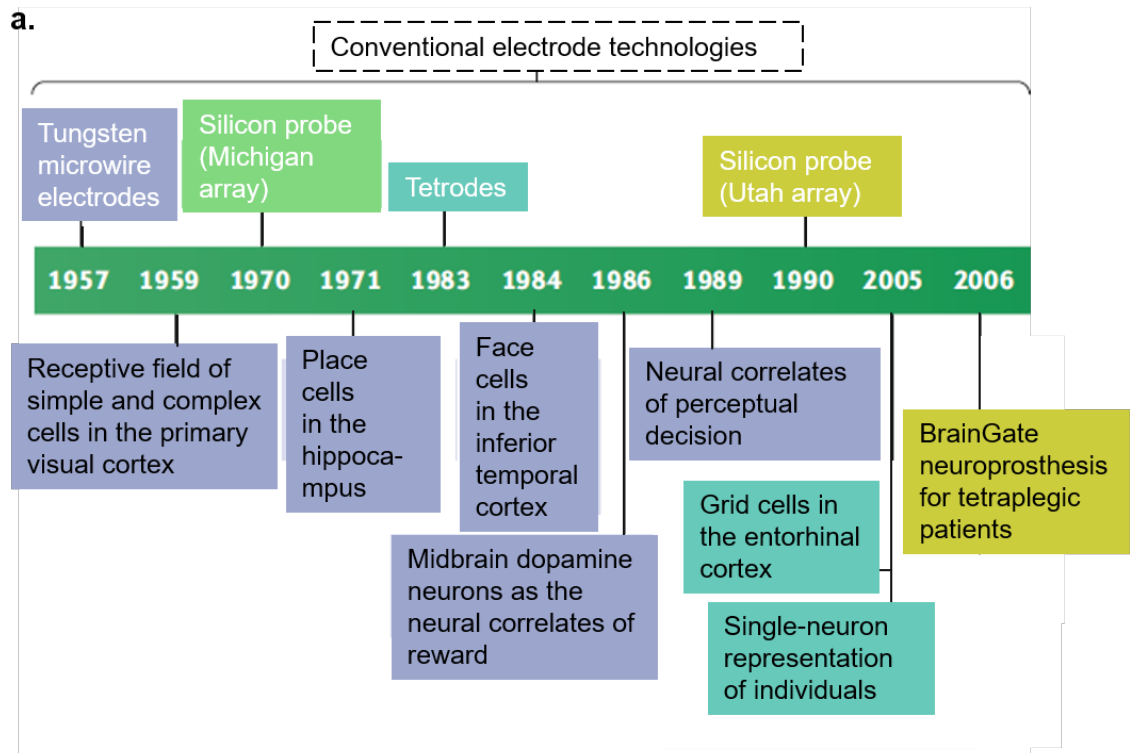 a.
Conventional electrode technologies
Tungsten
microwire
electrodes
Silicon probe
(Michigan
array)
Tetrodes
Silicon probe
(Utah array)
1957 1959 1970 1971 1983 1984 1986 1989 1990 2005 2006
Receptive field of
simple and complex
cells in the primary
visual cortex
Place
cells
in the
hippoca-
mpus
Face
cells
in the
inferior
temporal
cortex
Midbrain dopamine
neurons as the
neural correlates of
reward
Neural correlates
of perceptual
decision
Grid cells in
the entorhinal
cortex
Single-neuron
representation
of individuals
BrainGate
neuroprosthesis
for tetraplegic
patients